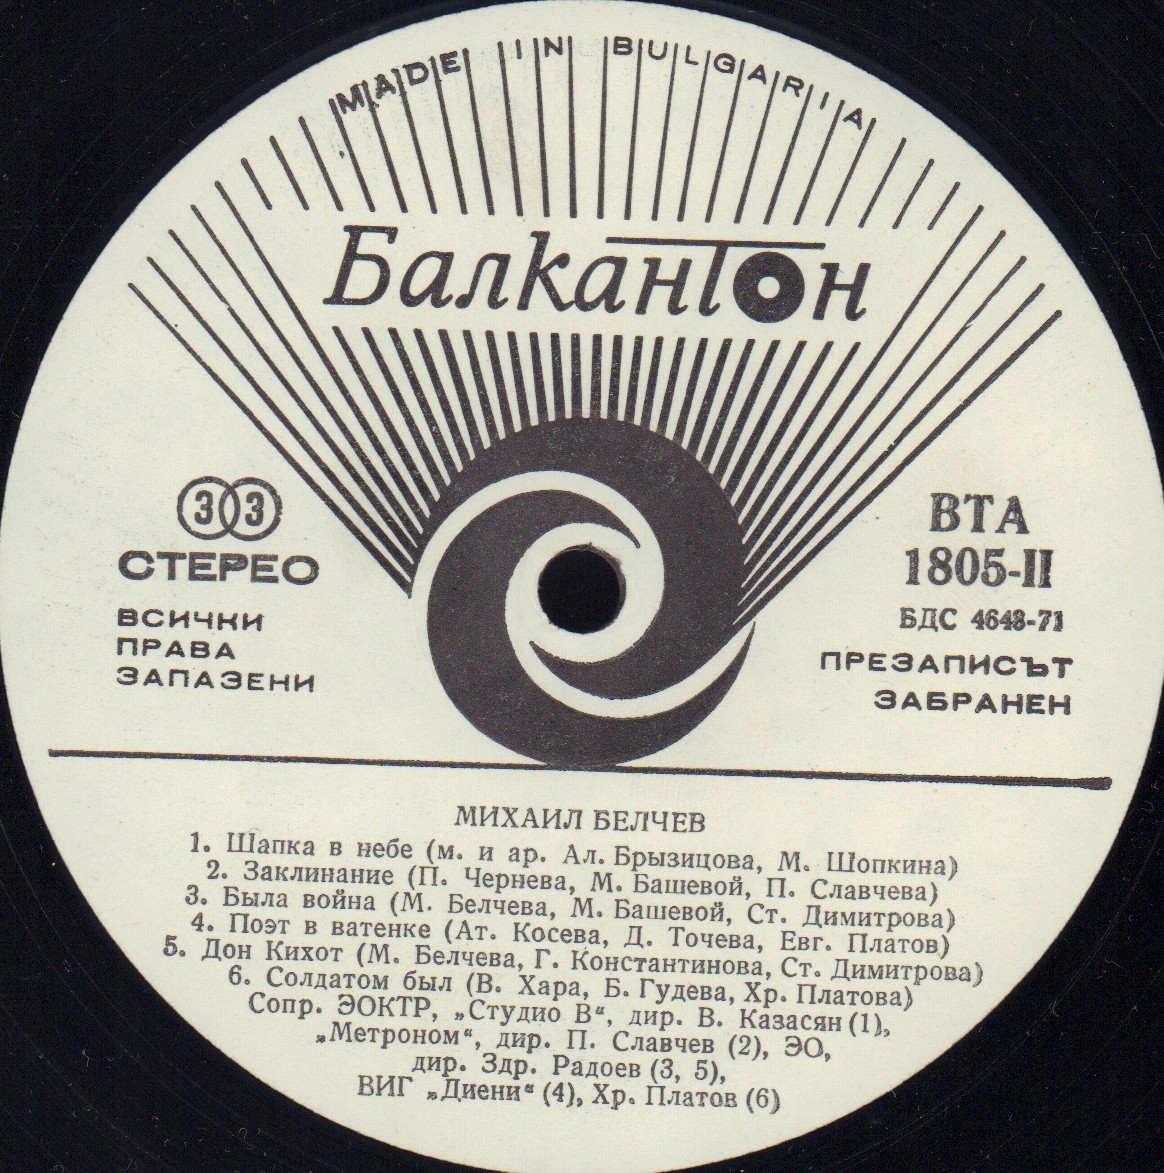 MADE IN BULGARIA
Балкантон
33
СТЕРЕО
ВСИЧКИ
ПРАВА
ЗАПАЗЕНИ
ВТА
1805-II
БДС 4643-71
ПРЕЗАПИСЪТ
ЗАБРАНЕН
МИХАИЛ БЕЛЧЕВ
1. Шапка в небе (м. и ар. Ал. Брызицова, М. Шопкина)
2. Заклинание (П. Чернева, М. Башевой, П. Славчева)
3. Была война (М. Белчева, М. Башевой, Ст. Димитрова)
4. Поэт в ватенке (Ат. Косева, Д. Точева, Евг. Платов)
5. Дон Кихот (М. Белчева, Г. Константинова, Ст. Димитрова)
6. Солдатом был (В. Хара, Б. Гудева, Хр. Платова)
Сопр. ЭОКТР, „Студио В“, дир. В. Казасян (1),
„Метроном“, дир. П. Славчев (2), ЭО,
дир. Здр. Радоев (3, 5),
ВИГ „Диени“ (4), Хр. Платов (6)